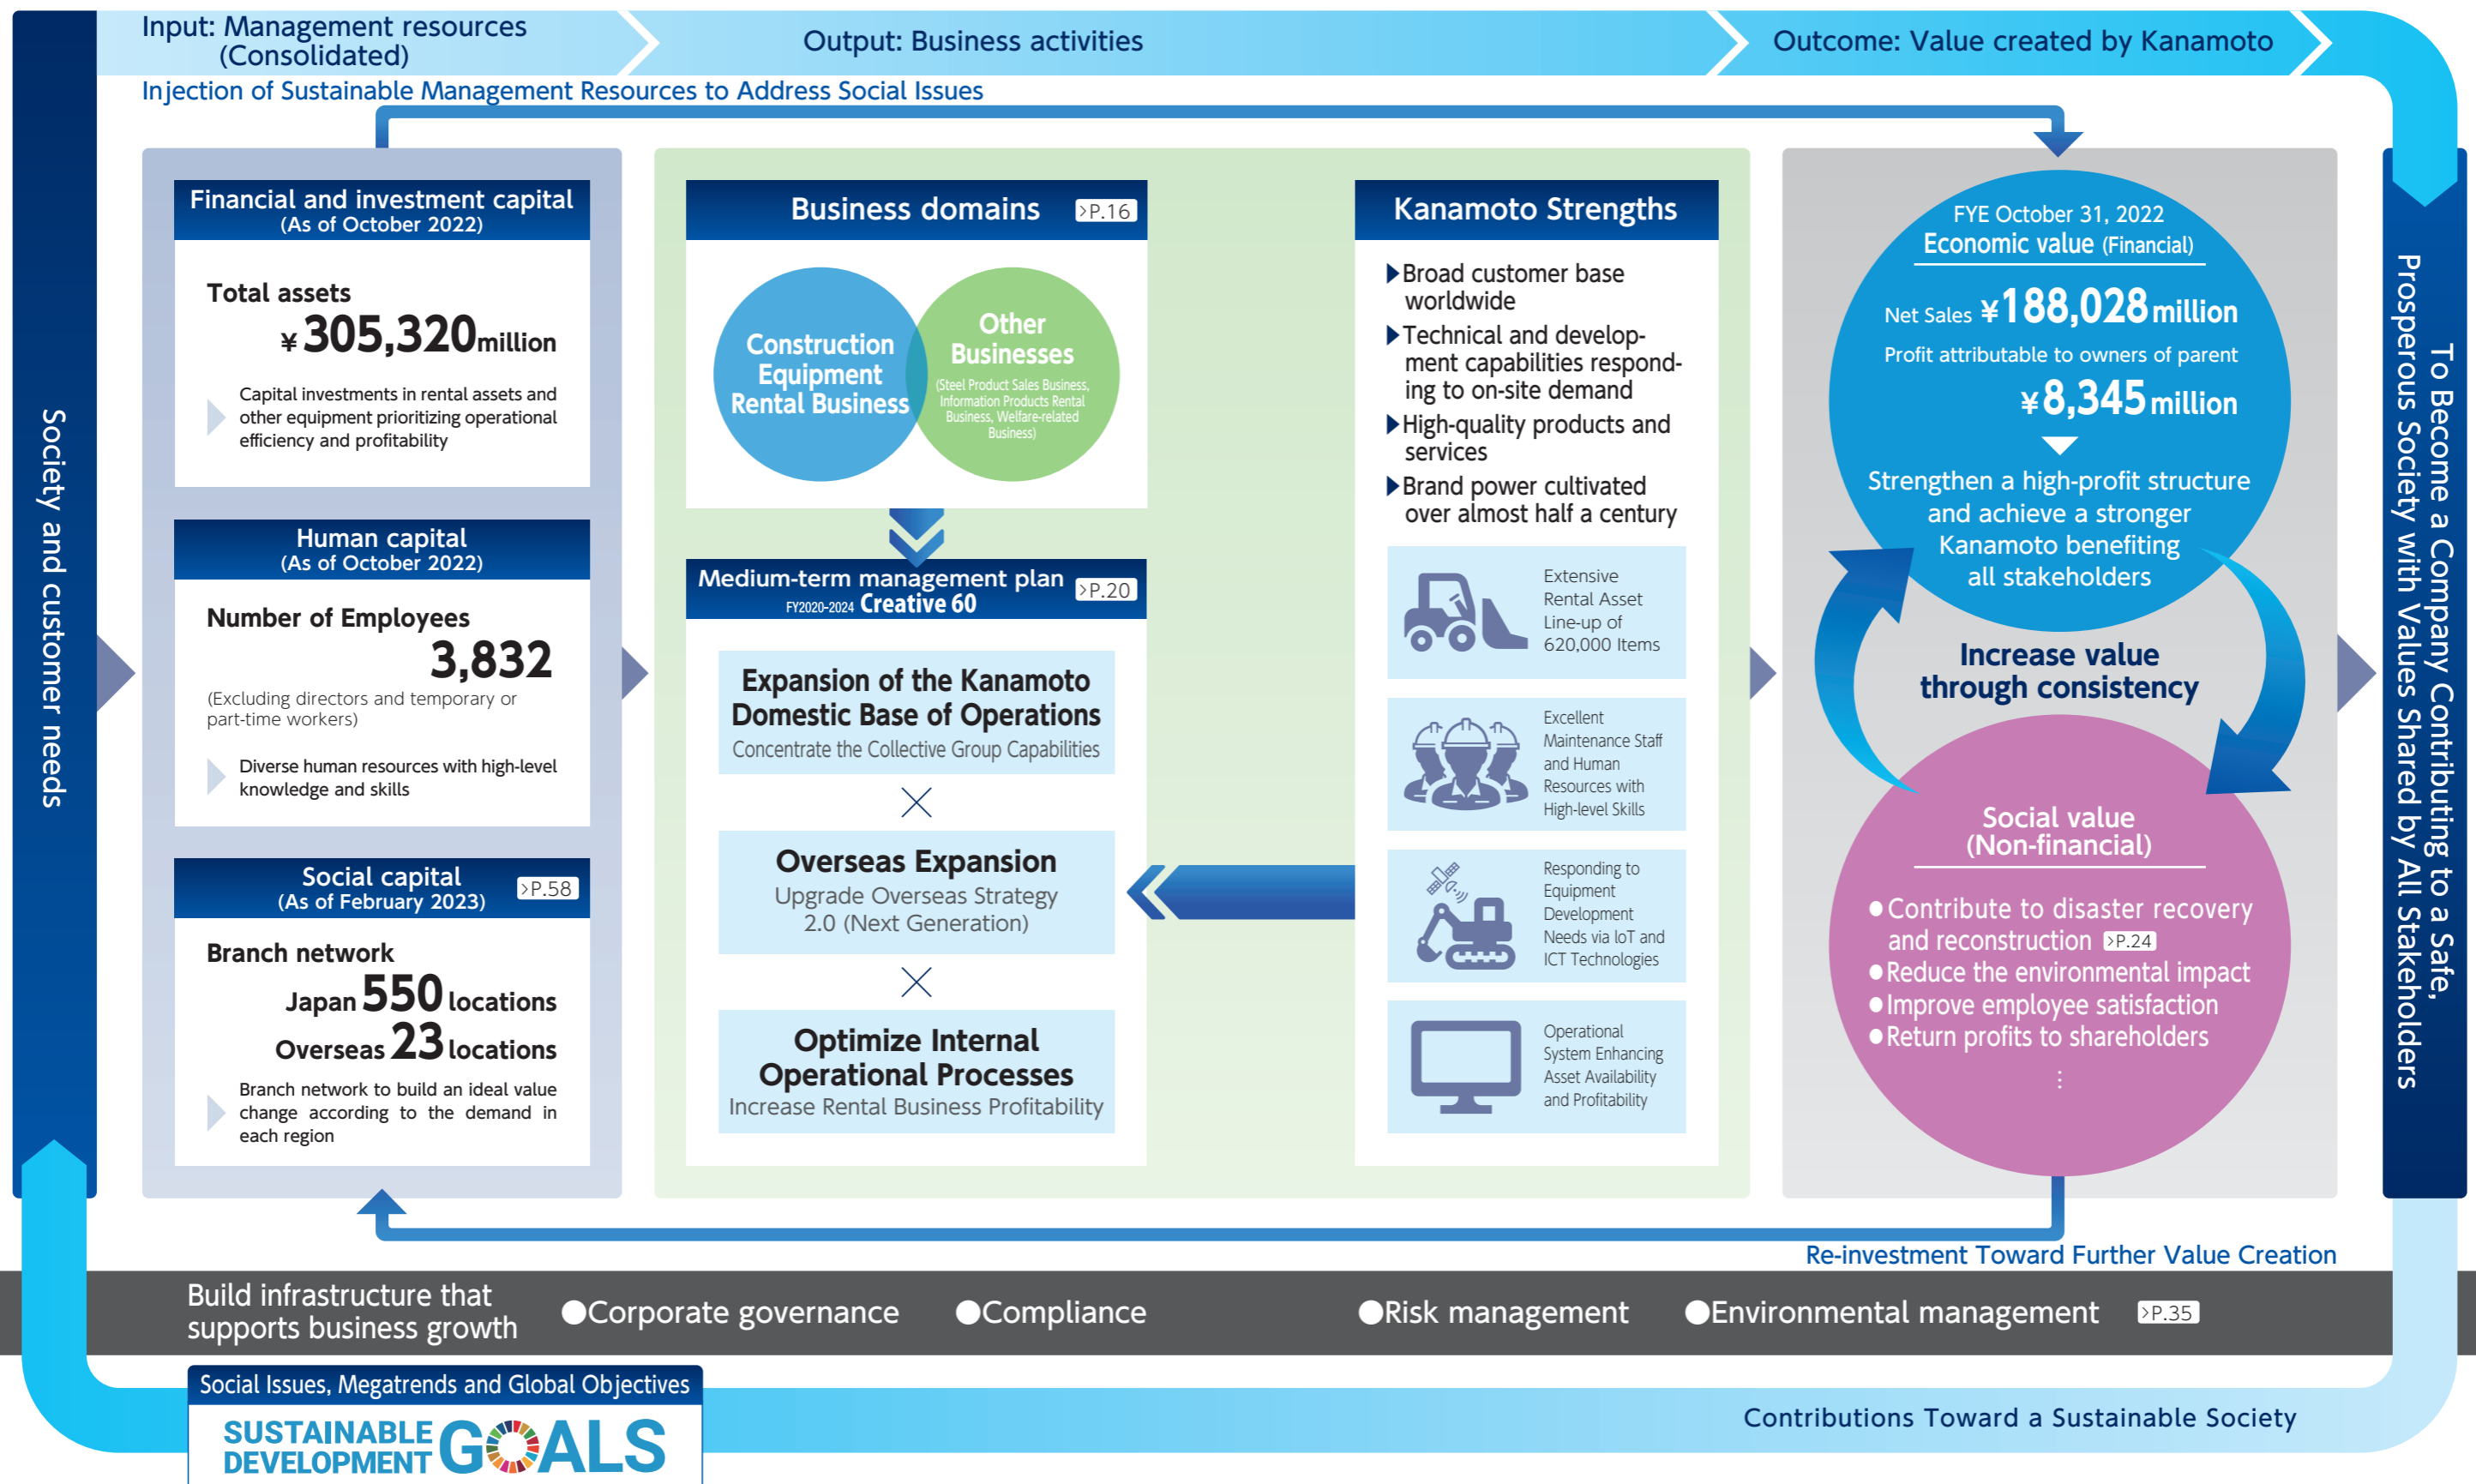 Input: Management resources
(Consolidated)
Output: Business activities
Outcome: Value created by Kanamoto
Injection of Sustainable Management Resources to Address Social Issues
Society and customer needs
Financial and investment capital
(As of October 2022)
Total assets
¥305,320million
Capital investments in rental assets and
other equipment prioritizing operational
efficiency and profitability
Human capital
(As of October 2022)
Number of Employees
3,832
(Excluding directors and temporary or
part-time workers)
Diverse human resources with high-level
knowledge and skills
Social capital
(As of February 2023)
>P.58
Branch network
Japan 550 locations
Overseas 23 locations
Branch network to build an ideal value
change according to the demand in
each region
Business domains
>P.16
Construction
Equipment
Rental Business
Other
Businesses
(Steel Product Sales Business,
Information Products Rental
Business, Welfare-related
Business)
Medium-term management plan
FY2020-2024 Creative 60
>P.20
Expansion of the Kanamoto
Domestic Base of Operations
Concentrate the Collective Group Capabilities
×
Overseas Expansion
Upgrade Overseas Strategy
2.0 (Next Generation)
×
Optimize Internal
Operational Processes
Increase Rental Business Profitability
Kanamoto Strengths
Broad customer base
worldwide
Technical and develop-
ment capabilities respond-
ing to on-site demand
High-quality products and
services
Brand power cultivated
over almost half a century
Extensive
Rental Asset
Line-up of
620,000 Items
Excellent
Maintenance Staff
and Human
Resources with
High-level Skills
Responding to
Equipment
Development
Needs via IoT and
ICT Technologies
Operational
System Enhancing
Asset Availability
and Profitability
FYE October 31, 2022
Economic value (Financial)
Net Sales ¥188,028 million
Profit attributable to owners of parent
¥8,345 million
Strengthen a high-profit structure
and achieve a stronger
Kanamoto benefiting
all stakeholders
Increase value
through consistency
Social value
(Non-financial)
●Contribute to disaster recovery
and reconstruction >P.24
●Reduce the environmental impact
●Improve employee satisfaction
●Return profits to shareholders
⋮
To Become a Company Contributing to a Safe,
Prosperous Society with Values Shared by All Stakeholders
Re-investment Toward Further Value Creation
Build infrastructure that
supports business growth
●Corporate governance
●Compliance
●Risk management
●Environmental management
>P.35
Social Issues, Megatrends and Global Objectives
SUSTAINABLE
DEVELOPMENT
GOALS
Contributions Toward a Sustainable Society